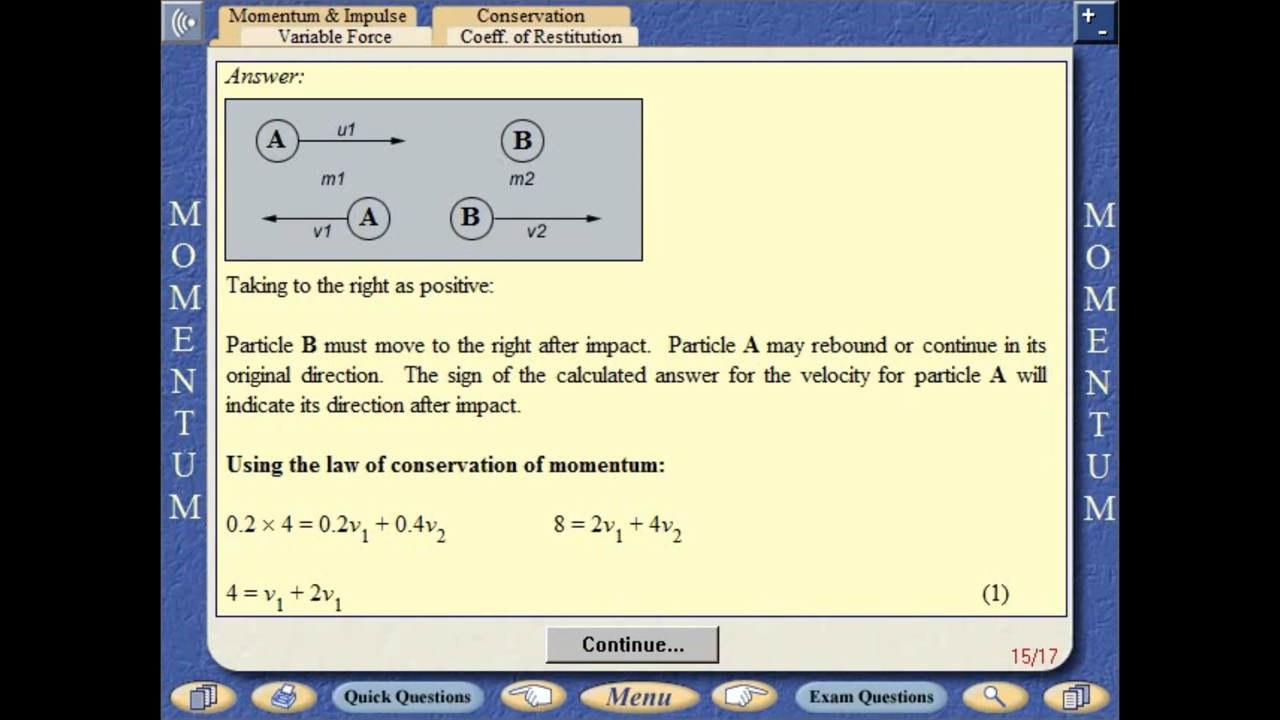 Momentum & Impulse
Variable Force
Conservation
Coeff. of Restitution
+
-
MOMENTUM
Answer:
A u1 B
m1 m2
A B
v1 v2
Taking to the right as positive:
Particle B must move to the right after impact. Particle A may rebound or continue in its
original direction. The sign of the calculated answer for the velocity for particle A will
indicate its direction after impact.
Using the law of conservation of momentum:
0.2 × 4 = 0.2v₁ + 0.4v₂ 8 = 2v₁ + 4v₂
4 = v₁ + 2v₁ (1)
MOMENTUM
Continue...
15/17
Quick Questions
Menu
Exam Questions